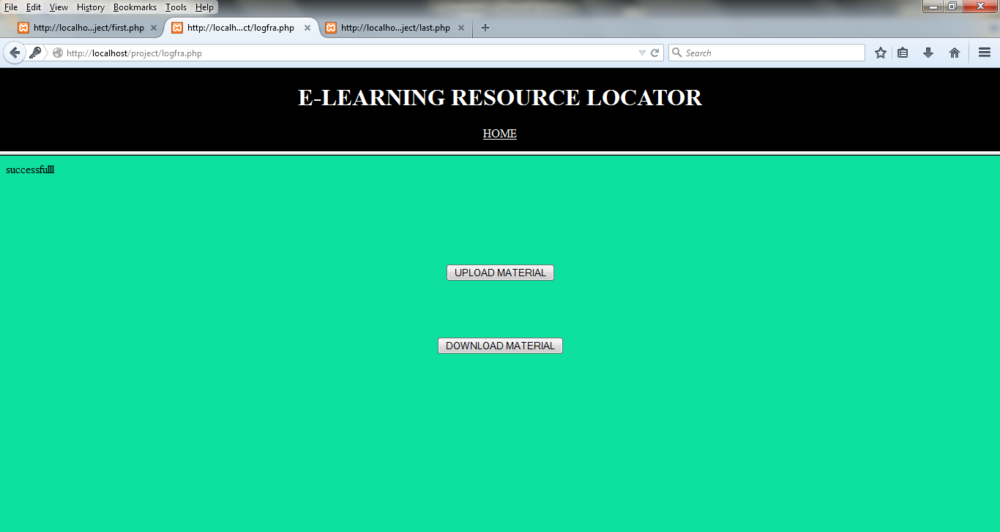 File Edit View History Bookmarks Tools Help
http://localho...ject/first.php http://localh...ct/logfra.php http://localho...ject/last.php
http://localhost/project/logfra.php Search
E-LEARNING RESOURCE LOCATOR
HOME
successfulll
UPLOAD MATERIAL
DOWNLOAD MATERIAL